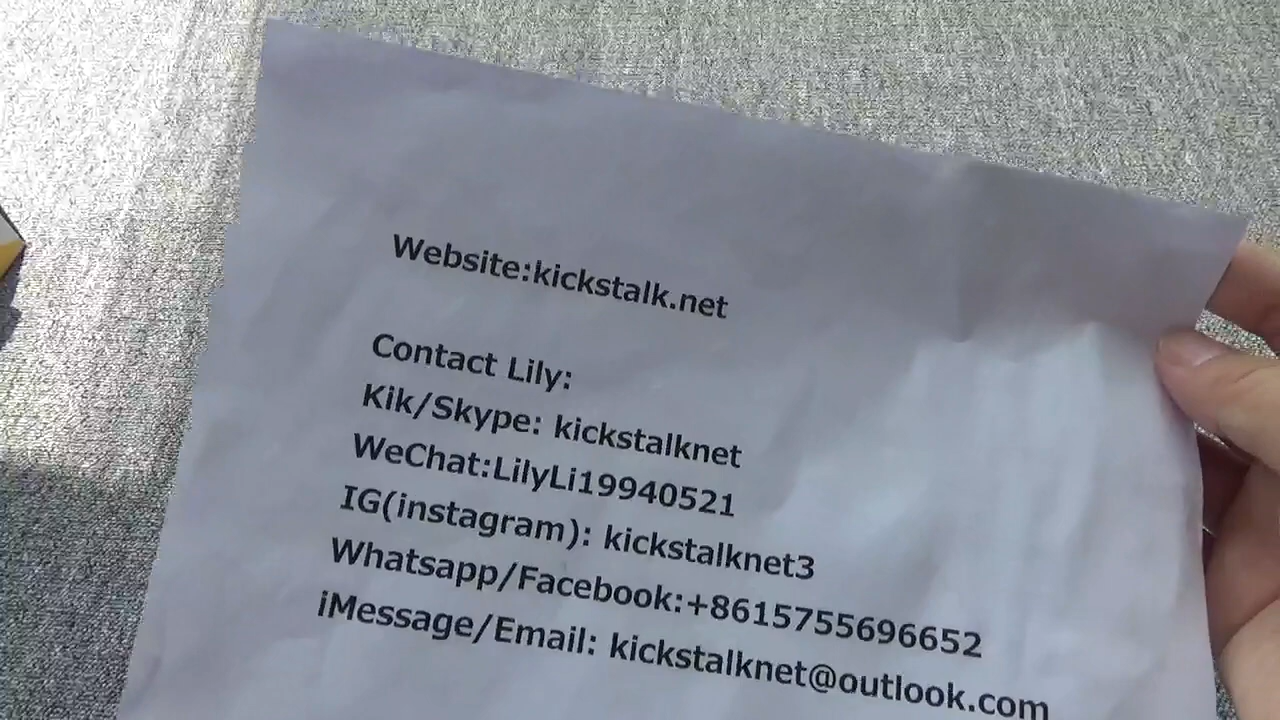 Website:kickstalk.net
Contact Lily:
Kik/Skype: kickstalknet
WeChat:LilyLi19940521
IG(instagram): kickstalknet3
Whatsapp/Facebook:+8615755696652
iMessage/Email: kickstalknet@outlook.com